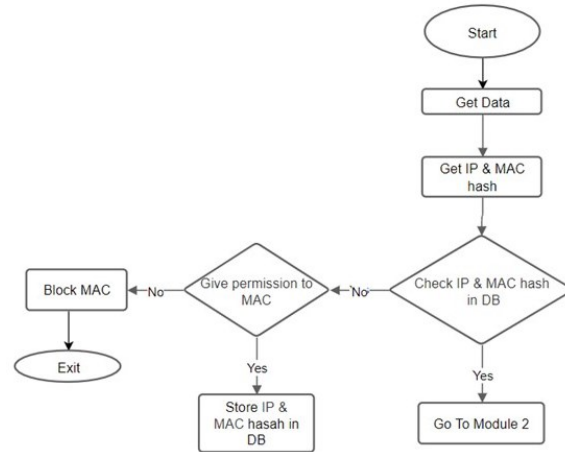 Start
Get Data
Get IP & MAC
hash
Check IP & MAC hash
in DB
No
Give permission to
MAC
No
Block MAC
Exit
Yes
Store IP &
MAC hasah in
DB
Yes
Go To Module 2